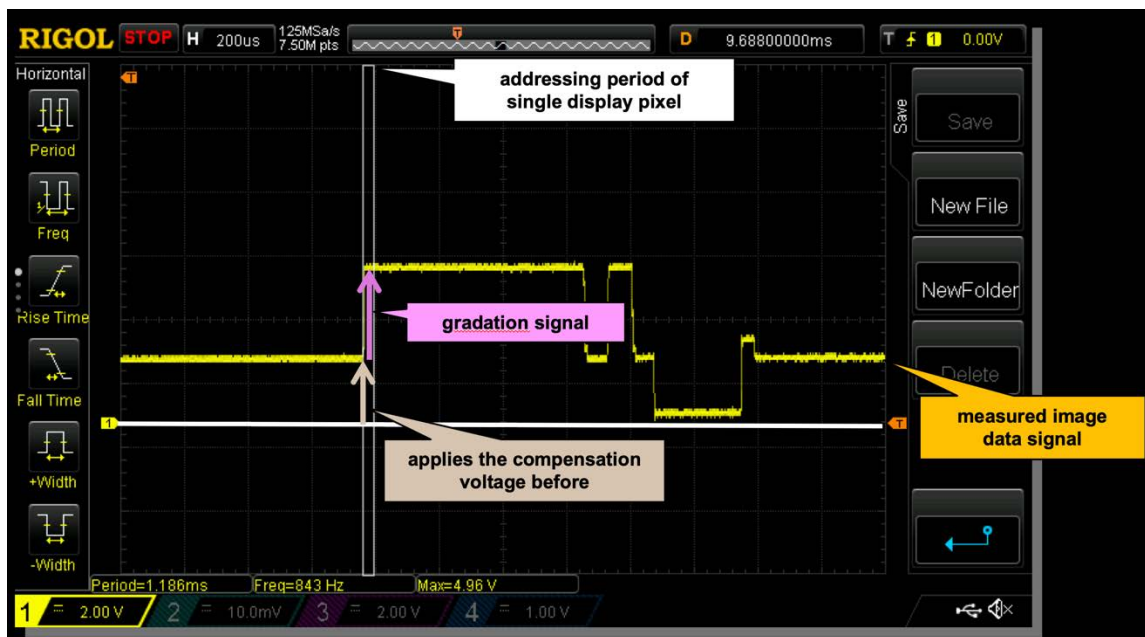 RIGOL STOP H 200us 125MSa/s 7.50M pts D 9.68800000ms T 1 0.00V
Horizontal
T
addressing period of
single display pixel
Save
Save
Period
New File
Freq
NewFolder
Rise Time
gradation signal
Delete
Fall Time
1
T
measured image
data signal
applies the compensation
voltage before
+Width
-Width
Period=1.186ms Freq=843 Hz Max=4.96 V
1 = 2.00 V 2 = 10.0mV 3 = 2.00 V 4 = 1.00 V